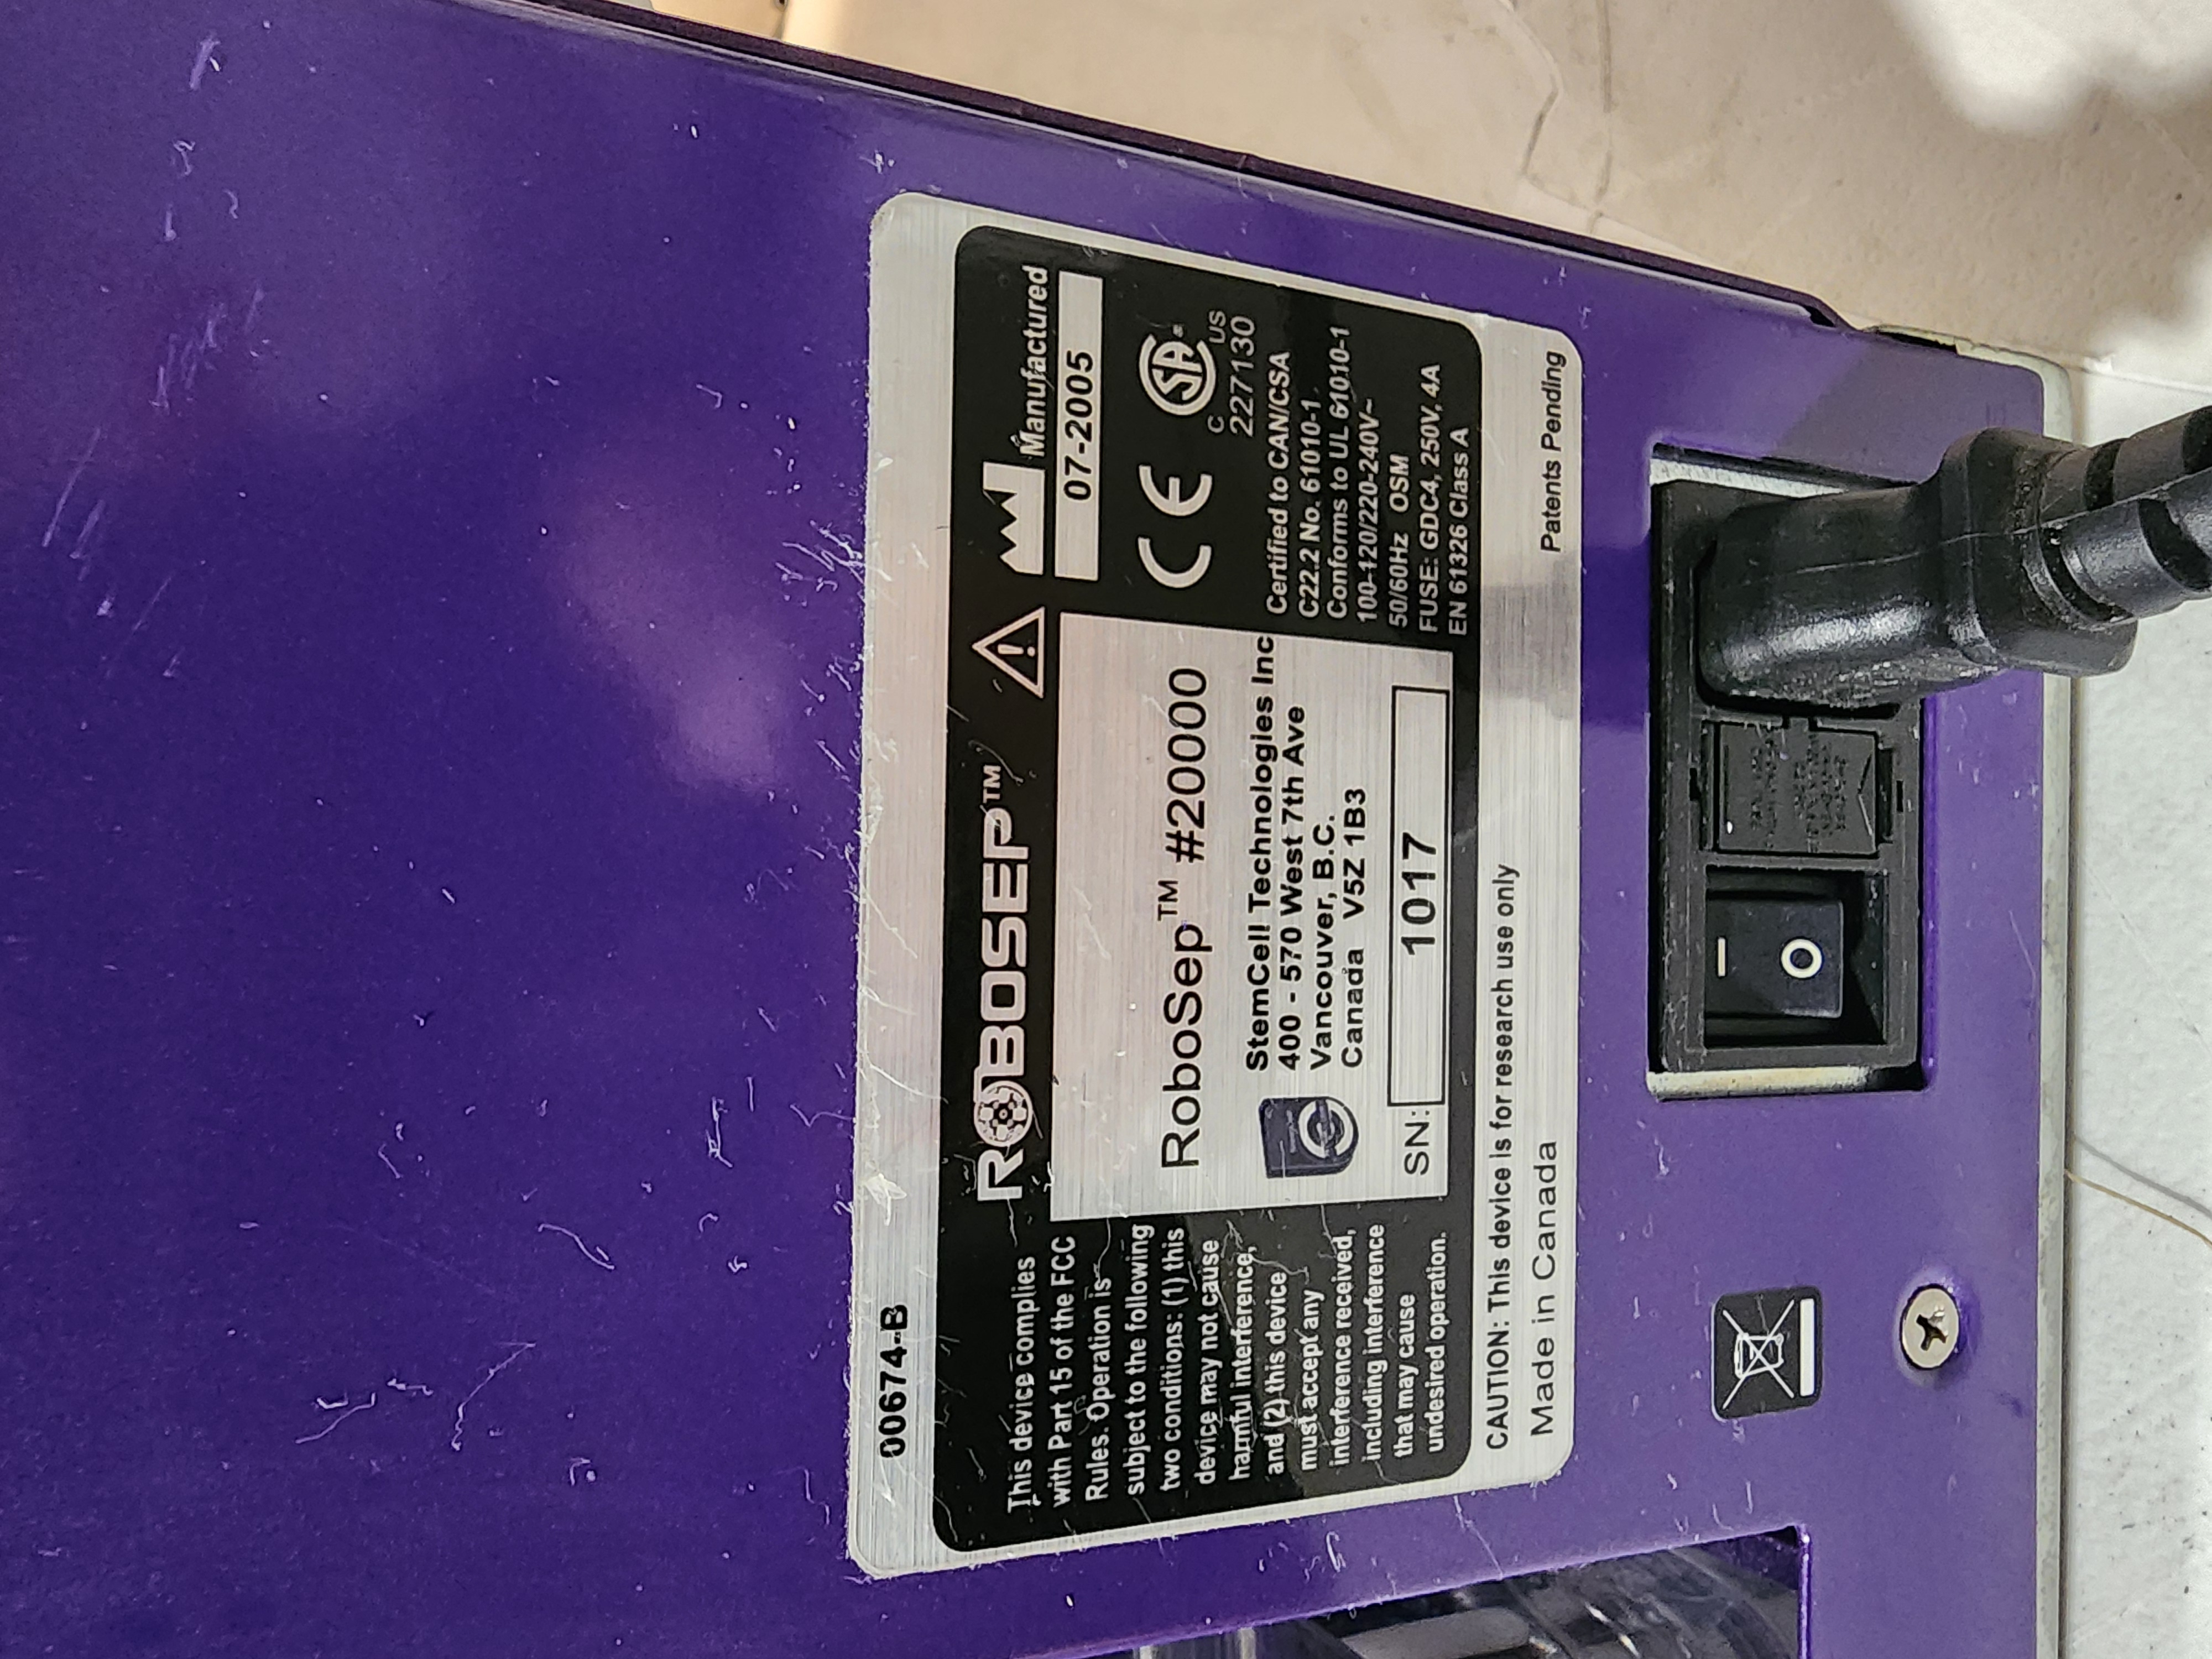 00674-B
This device complies
with Part 15 of the FCC
Rules. Operation is
subject to the following
two conditions: (1) this
device may not cause
harmful interference,
and (2) this device
must accept any
interference received,
including interference
that may cause
undesired operation.
ROBOSEP™
RoboSep™ #20000
StemCell Technologies Inc
400 - 570 West 7th Ave
Vancouver, B.C.
Canada V5Z 1B3
SN: 1017
Manufactured
07-2005
CE
C SA US
227130
Certified to CAN/CSA
C22.2 No. 61010-1
Conforms to UL 61010-1
100-120/220-240V~
50/60Hz OSM
FUSE: GDC4, 250V, 4A
EN 61326 Class A
CAUTION: This device is for research use only
Made in Canada
Patents Pending
I
O